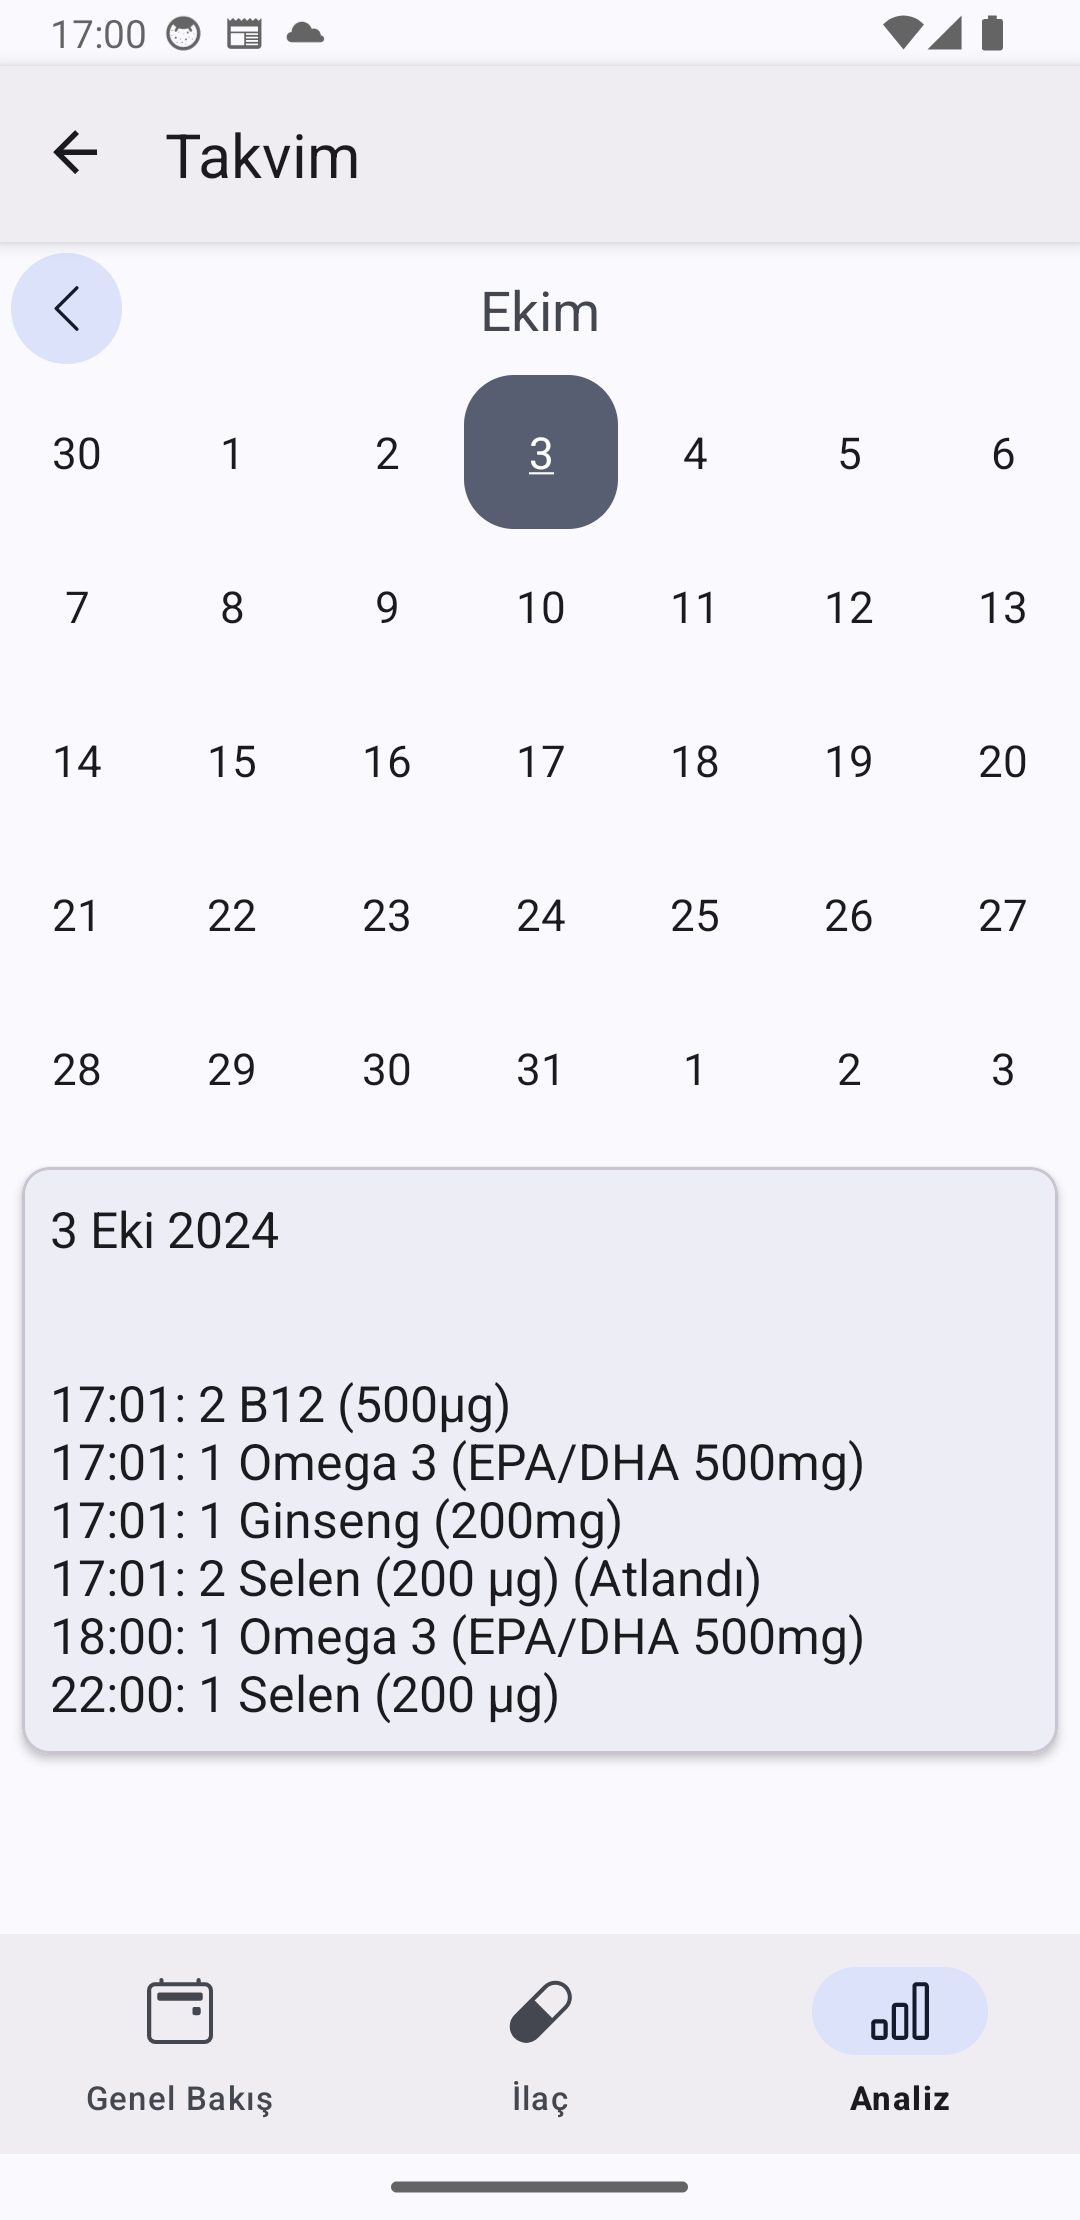 17:00
Takvim
Ekim
30 1 2 3 4 5 6
7 8 9 10 11 12 13
14 15 16 17 18 19 20
21 22 23 24 25 26 27
28 29 30 31 1 2 3
3 Eki 2024
17:01: 2 B12 (500µg)
17:01: 1 Omega 3 (EPA/DHA 500mg)
17:01: 1 Ginseng (200mg)
17:01: 2 Selen (200 µg) (Atlandı)
18:00: 1 Omega 3 (EPA/DHA 500mg)
22:00: 1 Selen (200 µg)
Genel Bakış İlaç Analiz